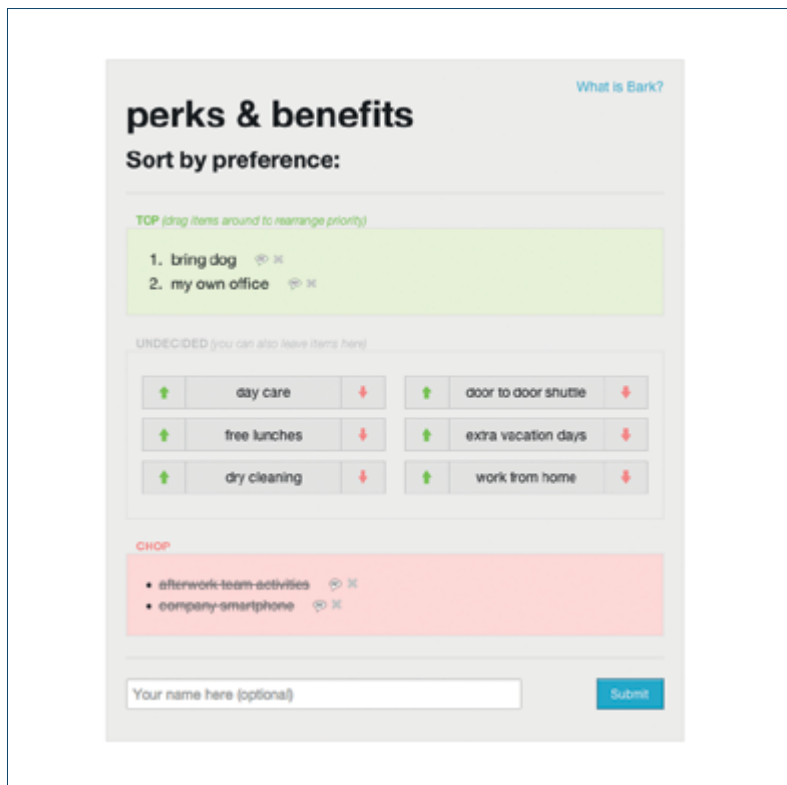 What is Bark?
perks & benefits
Sort by preference:
TOP (drag items around to rearrange priority)
1. bring dog
2. my own office
UNDECIDED (you can also leave items here)
day care
door to door shuttle
free lunches
extra vacation days
dry cleaning
work from home
CHOP
• afterwork team activities
• company smartphone
Your name here (optional)
Submit